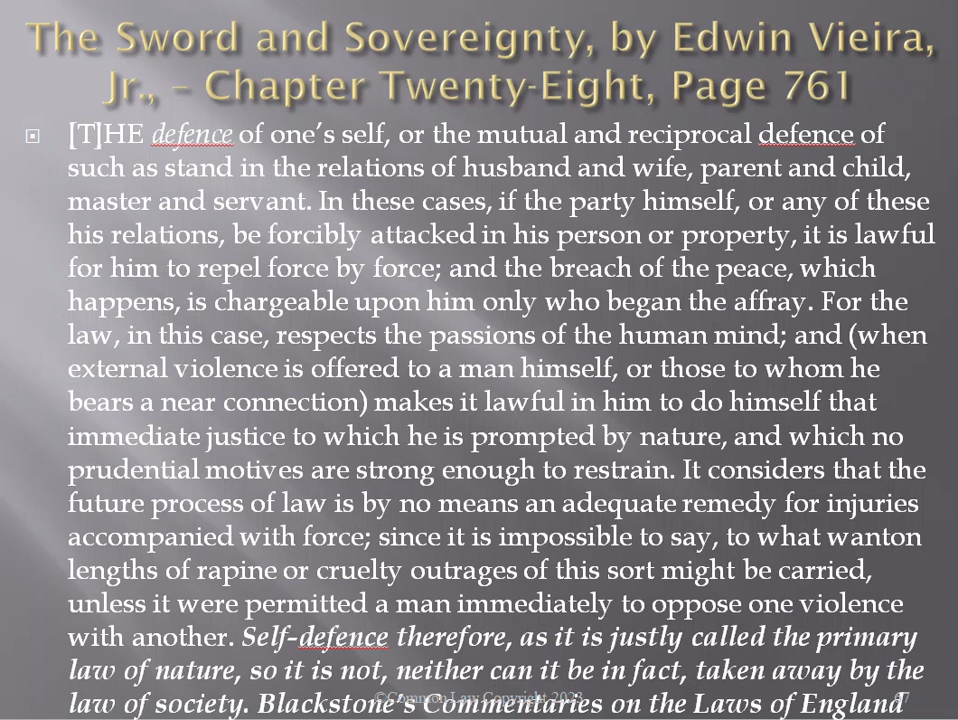 The Sword and Sovereignty, by Edwin Vieira,
Jr., – Chapter Twenty-Eight, Page 761
[T]HE defence of one’s self, or the mutual and reciprocal defence of
such as stand in the relations of husband and wife, parent and child,
master and servant. In these cases, if the party himself, or any of these
his relations, be forcibly attacked in his person or property, it is lawful
for him to repel force by force; and the breach of the peace, which
happens, is chargeable upon him only who began the affray. For the
law, in this case, respects the passions of the human mind; and (when
external violence is offered to a man himself, or those to whom he
bears a near connection) makes it lawful in him to do himself that
immediate justice to which he is prompted by nature, and which no
prudential motives are strong enough to restrain. It considers that the
future process of law is by no means an adequate remedy for injuries
accompanied with force; since it is impossible to say, to what wanton
lengths of rapine or cruelty outrages of this sort might be carried,
unless it were permitted a man immediately to oppose one violence
with another. Self-defence therefore, as it is justly called the primary
law of nature, so it is not, neither can it be in fact, taken away by the
law of society. Blackstone’s Commentaries on the Laws of England
©Common Law Copyright 2023
67